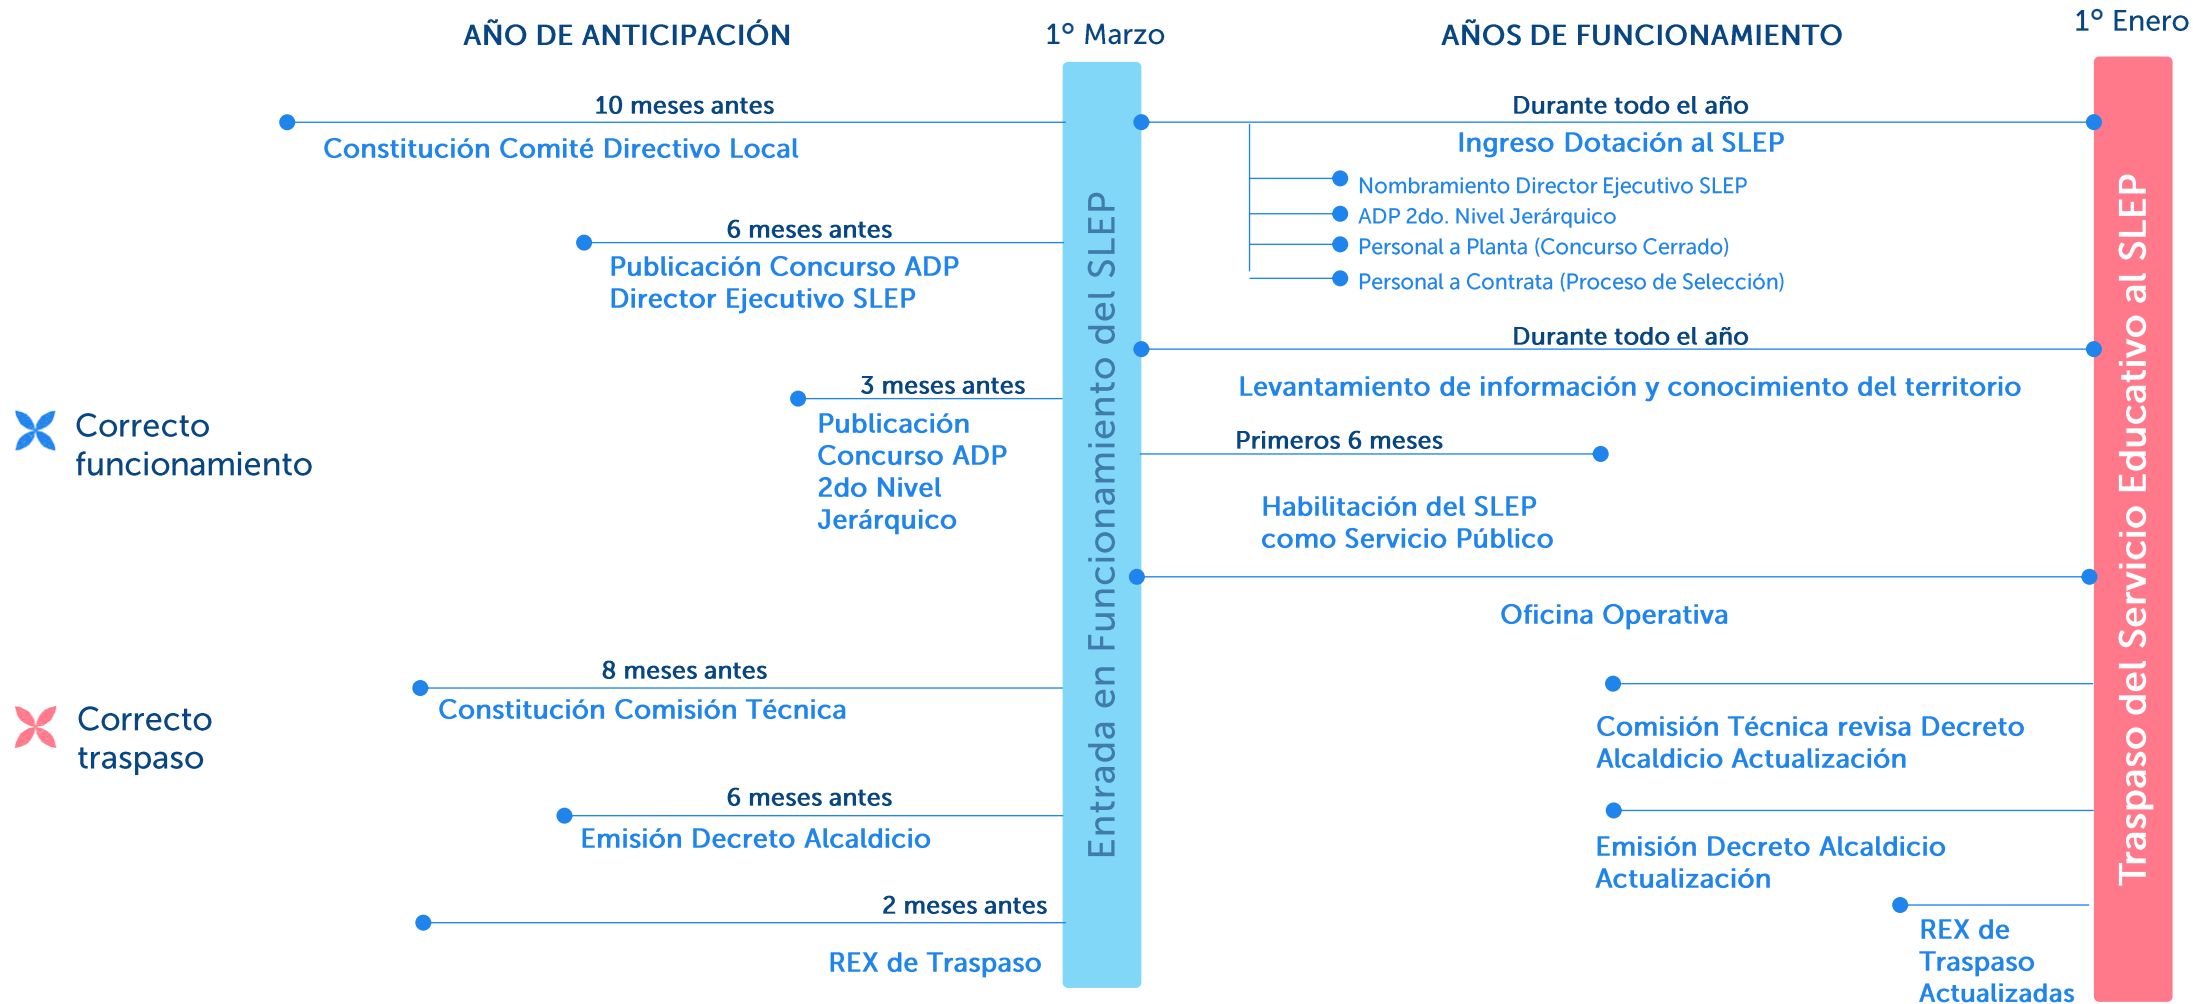 AÑO DE ANTICIPACIÓN
1º Marzo
AÑOS DE FUNCIONAMIENTO
1º Enero
10 meses antes
Constitución Comité Directivo Local
6 meses antes
Publicación Concurso ADP
Director Ejecutivo SLEP
3 meses antes
Publicación
Concurso ADP
2do Nivel
Jerárquico
Correcto
funcionamiento
8 meses antes
Constitución Comisión Técnica
Correcto
traspaso
6 meses antes
Emisión Decreto Alcaldicio
2 meses antes
REX de Traspaso
Entrada en Funcionamiento del SLEP
Durante todo el año
Ingreso Dotación al SLEP
Nombramiento Director Ejecutivo SLEP
ADP 2do. Nivel Jerárquico
Personal a Planta (Concurso Cerrado)
Personal a Contrata (Proceso de Selección)
Durante todo el año
Levantamiento de información y conocimiento del territorio
Primeros 6 meses
Habilitación del SLEP
como Servicio Público
Oficina Operativa
Comisión Técnica revisa Decreto
Alcaldicio Actualización
Emisión Decreto Alcaldicio
Actualización
REX de
Traspaso
Actualizadas
Traspaso del Servicio Educativo al SLEP